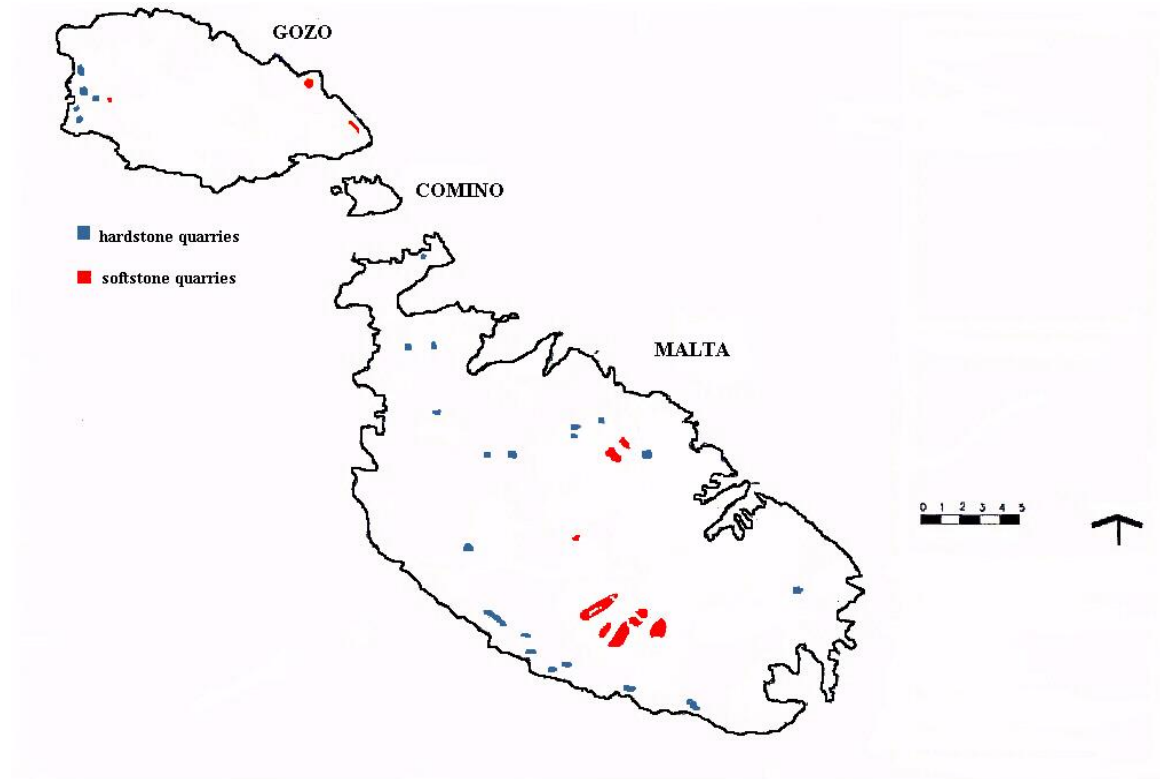 GOZO
COMINO
hardstone quarries
softstone quarries
MALTA
0 1 2 3 4 5